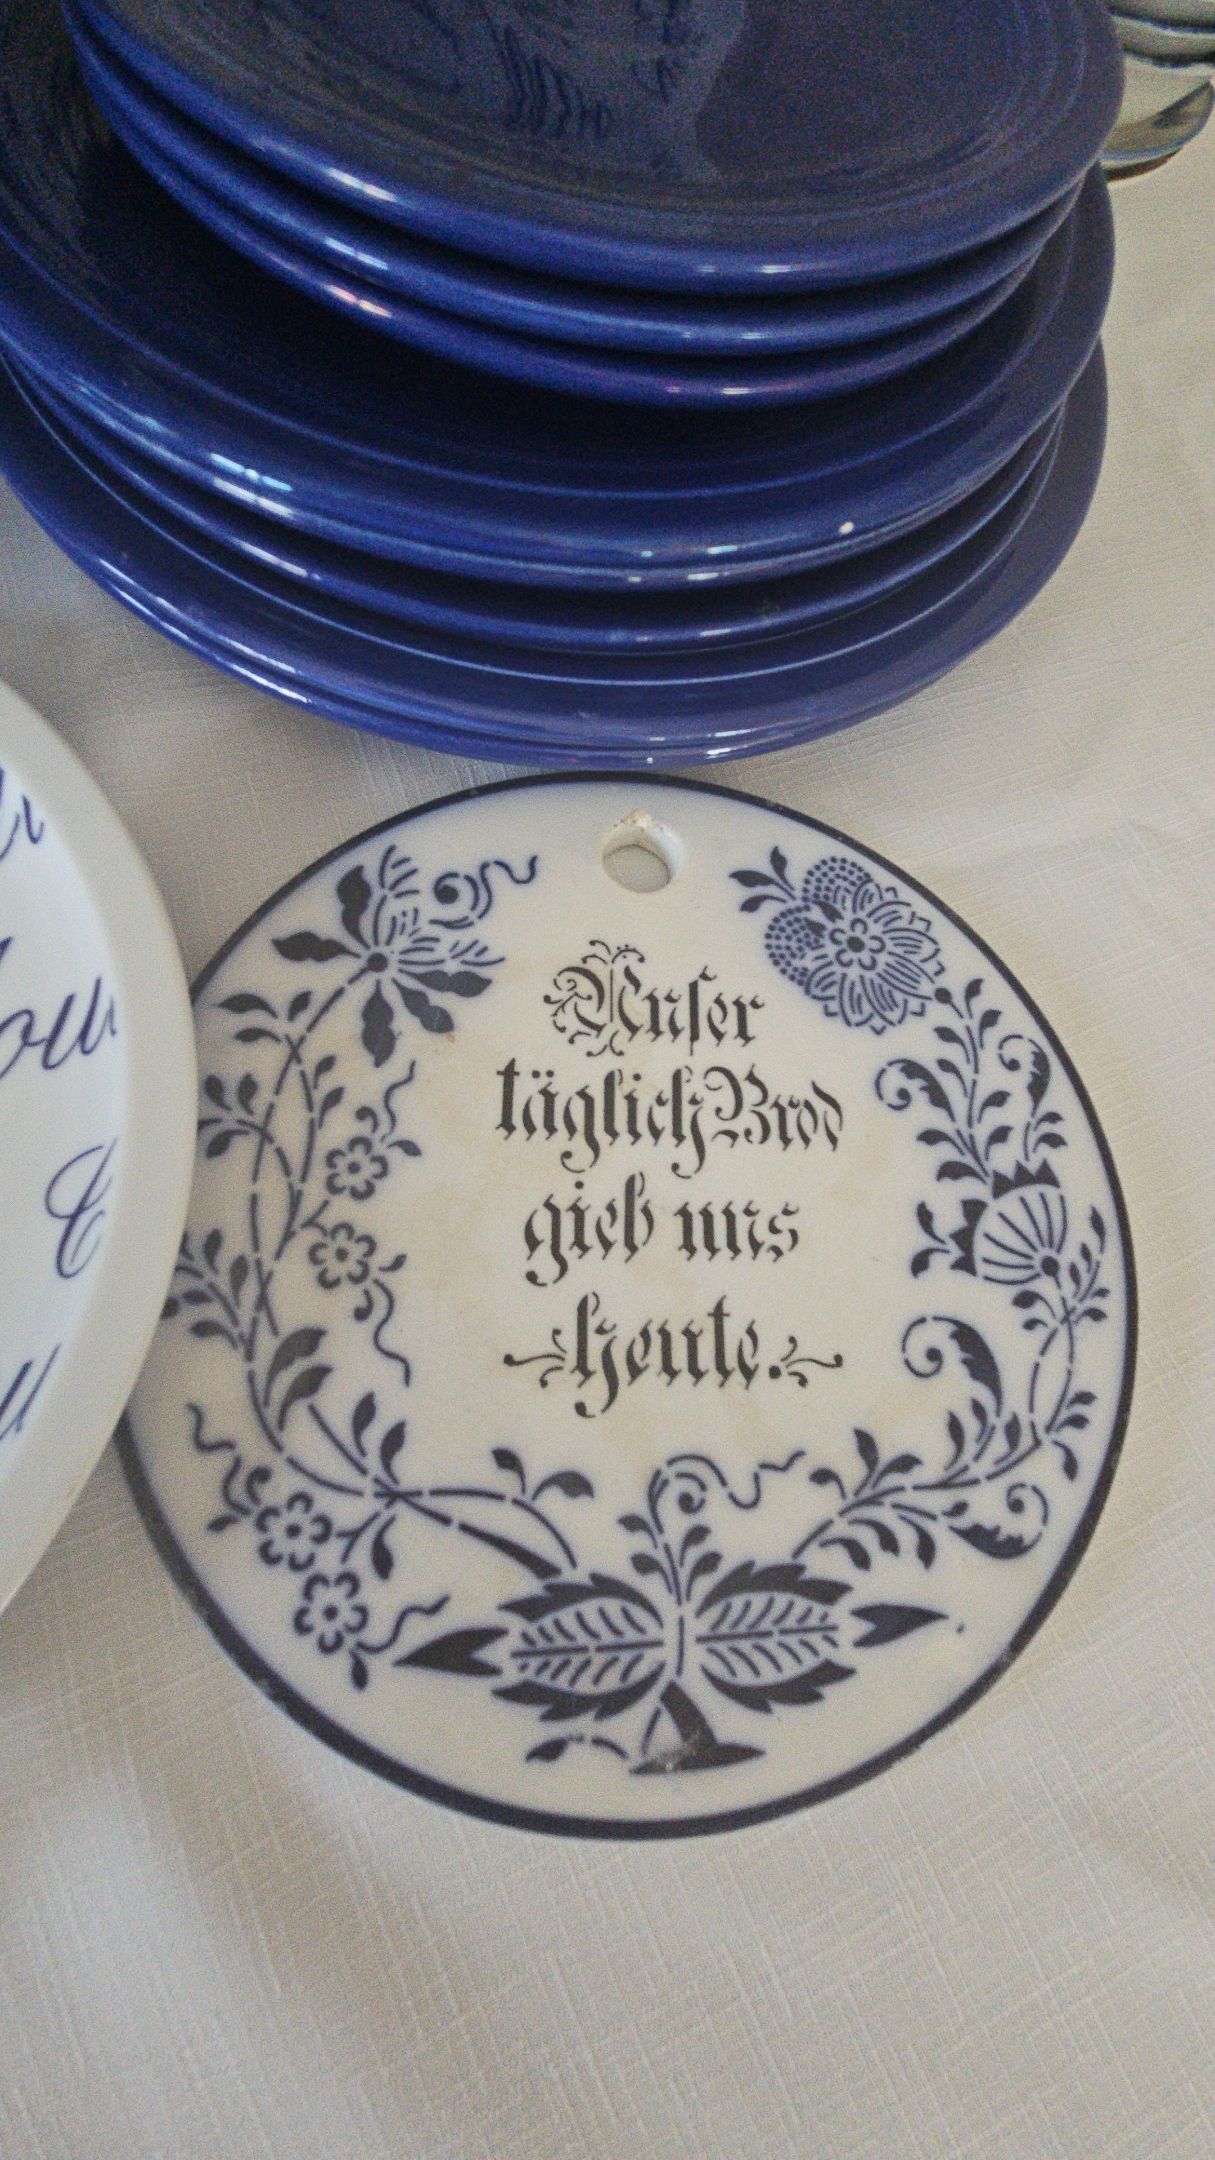 Unser
täglich Brod
gieb uns
heute.